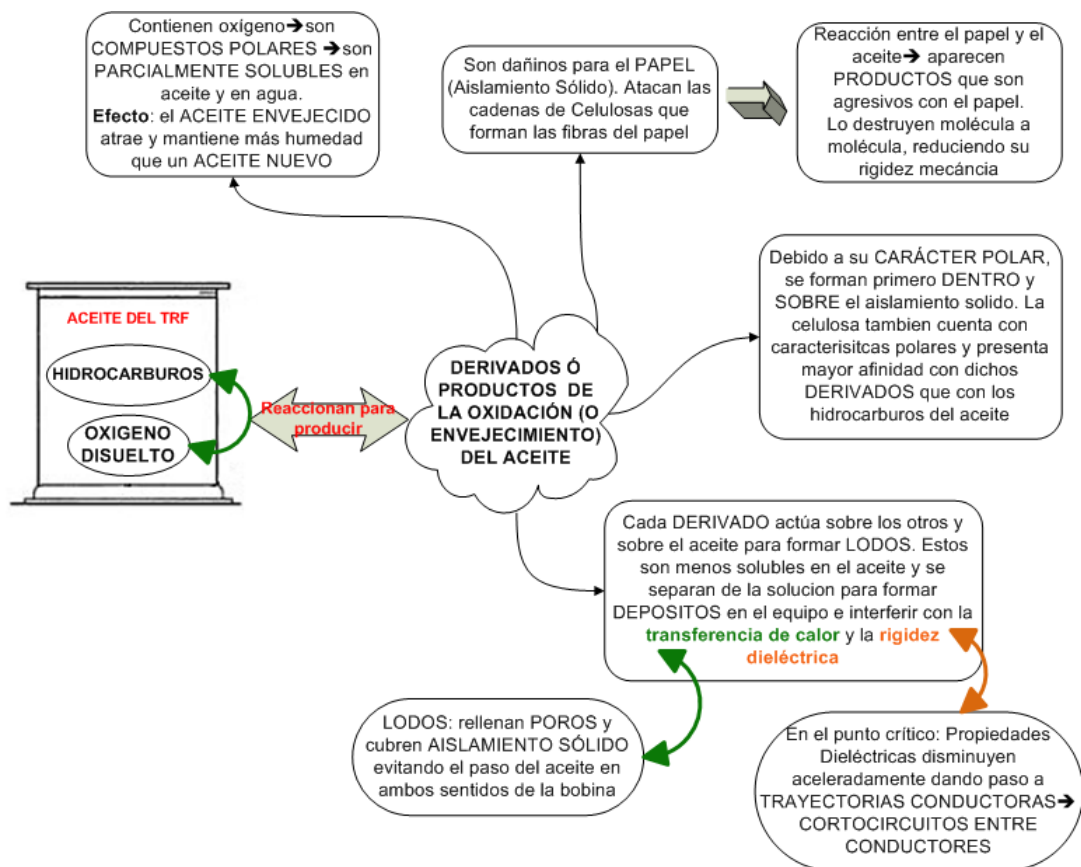 Contienen oxígeno➔son
COMPUESTOS POLARES ➔son
PARCIALMENTE SOLUBLES en
aceite y en agua.
Efecto: el ACEITE ENVEJECIDO
atrae y mantiene más humedad
que un ACEITE NUEVO
Son dañinos para el PAPEL
(Aislamiento Sólido). Atacan las
cadenas de Celulosas que
forman las fibras del papel
Reacción entre el papel y el
aceite➔ aparecen
PRODUCTOS que son
agresivos con el papel.
Lo destruyen molécula a
molécula, reduciendo su
rigidez mecáncia
Debido a su CARÁCTER POLAR,
se forman primero DENTRO y
SOBRE el aislamiento solido. La
celulosa tambien cuenta con
caracterisitcas polares y presenta
mayor afinidad con dichos
DERIVADOS que con los
hidrocarburos del aceite
ACEITE DEL TRF
HIDROCARBUROS
OXIGENO
DISUELTO
Reaccionan para
producir
DERIVADOS Ó
PRODUCTOS DE
LA OXIDACIÓN (O
ENVEJECIMIENTO)
DEL ACEITE
Cada DERIVADO actúa sobre los otros y
sobre el aceite para formar LODOS. Estos
son menos solubles en el aceite y se
separan de la solucion para formar
DEPOSITOS en el equipo e interferir con la
transferencia de calor y la rigidez
dieléctrica
LODOS: rellenan POROS y
cubren AISLAMIENTO SÓLIDO
evitando el paso del aceite en
ambos sentidos de la bobina
En el punto crítico: Propiedades
Dieléctricas disminuyen
aceleradamente dando paso a
TRAYECTORIAS CONDUCTORAS➔
CORTOCIRCUITOS ENTRE
CONDUCTORES